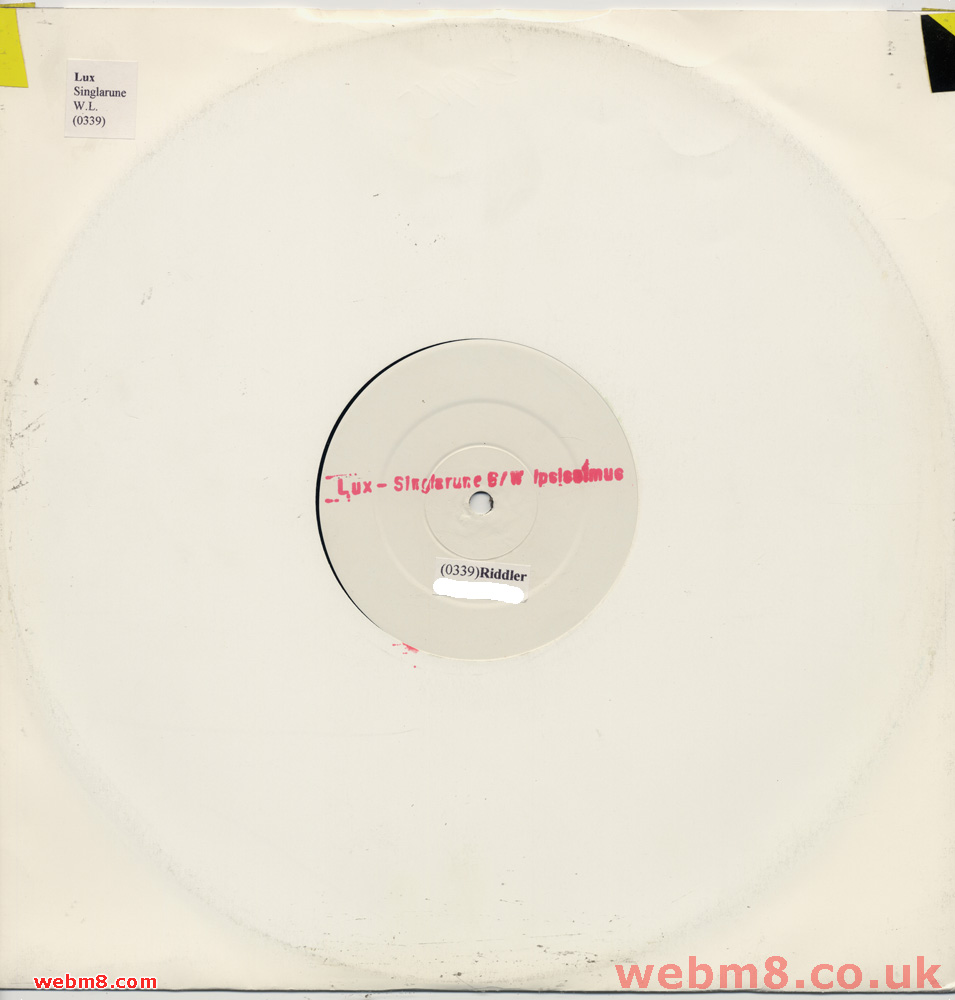 Lux
Singlarune
W.L.
(0339)
Lux - Singlarune B/W Ipsissimus
(0339)Riddler
webm8.com
webm8.co.uk